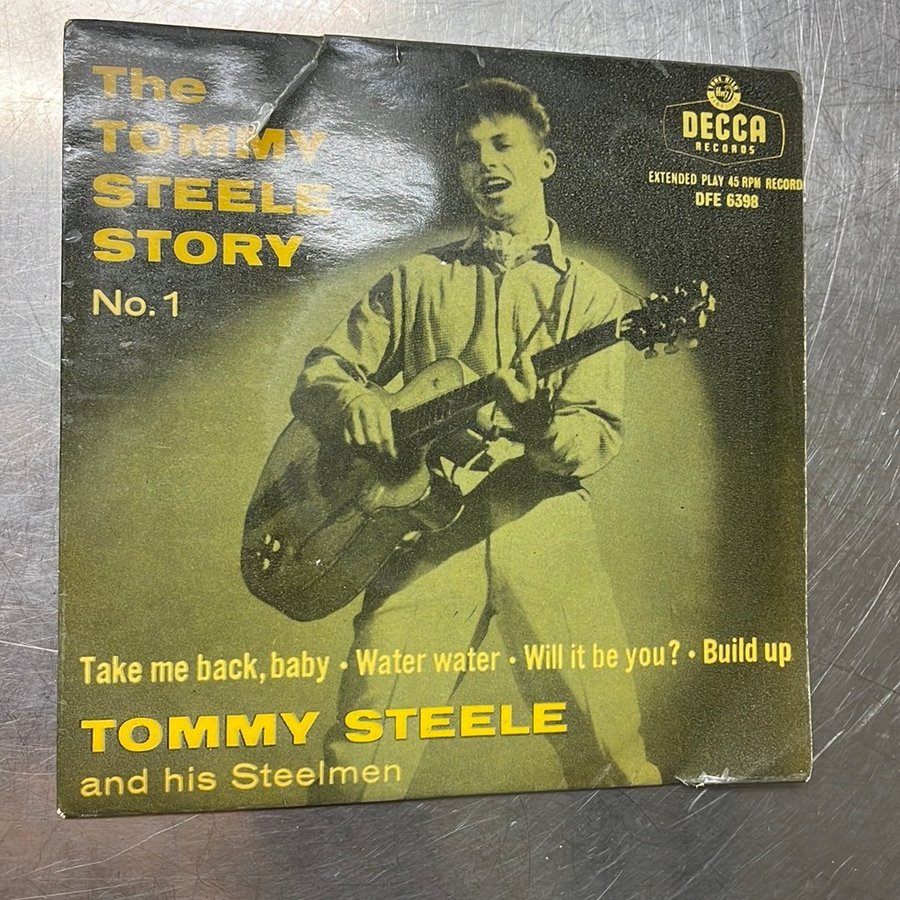 The
TOMMY
STEELE
STORY
No. 1
DECCA
RECORDS
EXTENDED PLAY 45 RPM RECORD
DFE 6398
Take me back, baby • Water water • Will it be you? • Build up
TOMMY STEELE
and his Steelmen